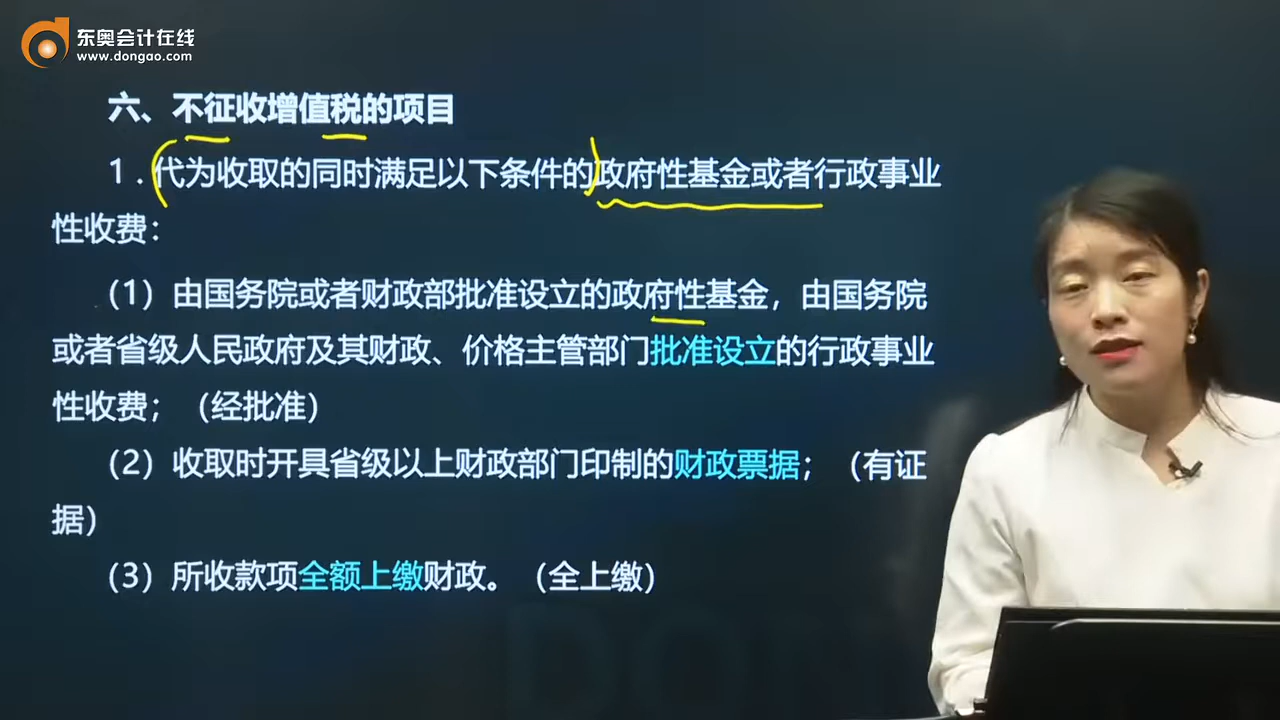 东奥会计在线
www.dongao.com
六、不征收增值税的项目
1.代为收取的同时满足以下条件的政府性基金或者行政事业
性收费：
（1）由国务院或者财政部批准设立的政府性基金，由国务院
或者省级人民政府及其财政、价格主管部门批准设立的行政事业
性收费；（经批准）
（2）收取时开具省级以上财政部门印制的财政票据；（有证
据）
（3）所收款项全额上缴财政。（全上缴）